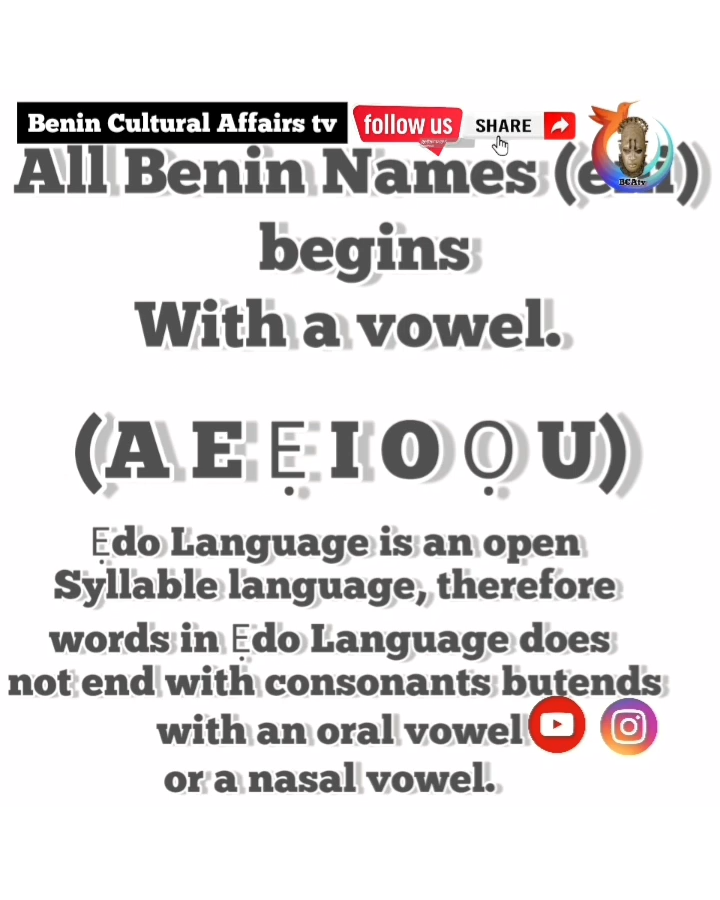 Benin Cultural Affairs tv
follow us
SHARE
BCAtv
All Benin Names (
begins
With a vowel.
(A E Ẹ I O Ọ U)
Ẹdo Language is an open
Syllable language, therefore
words in Ẹdo Language does
not end with consonants butends
with an oral vowel
or a nasal vowel.